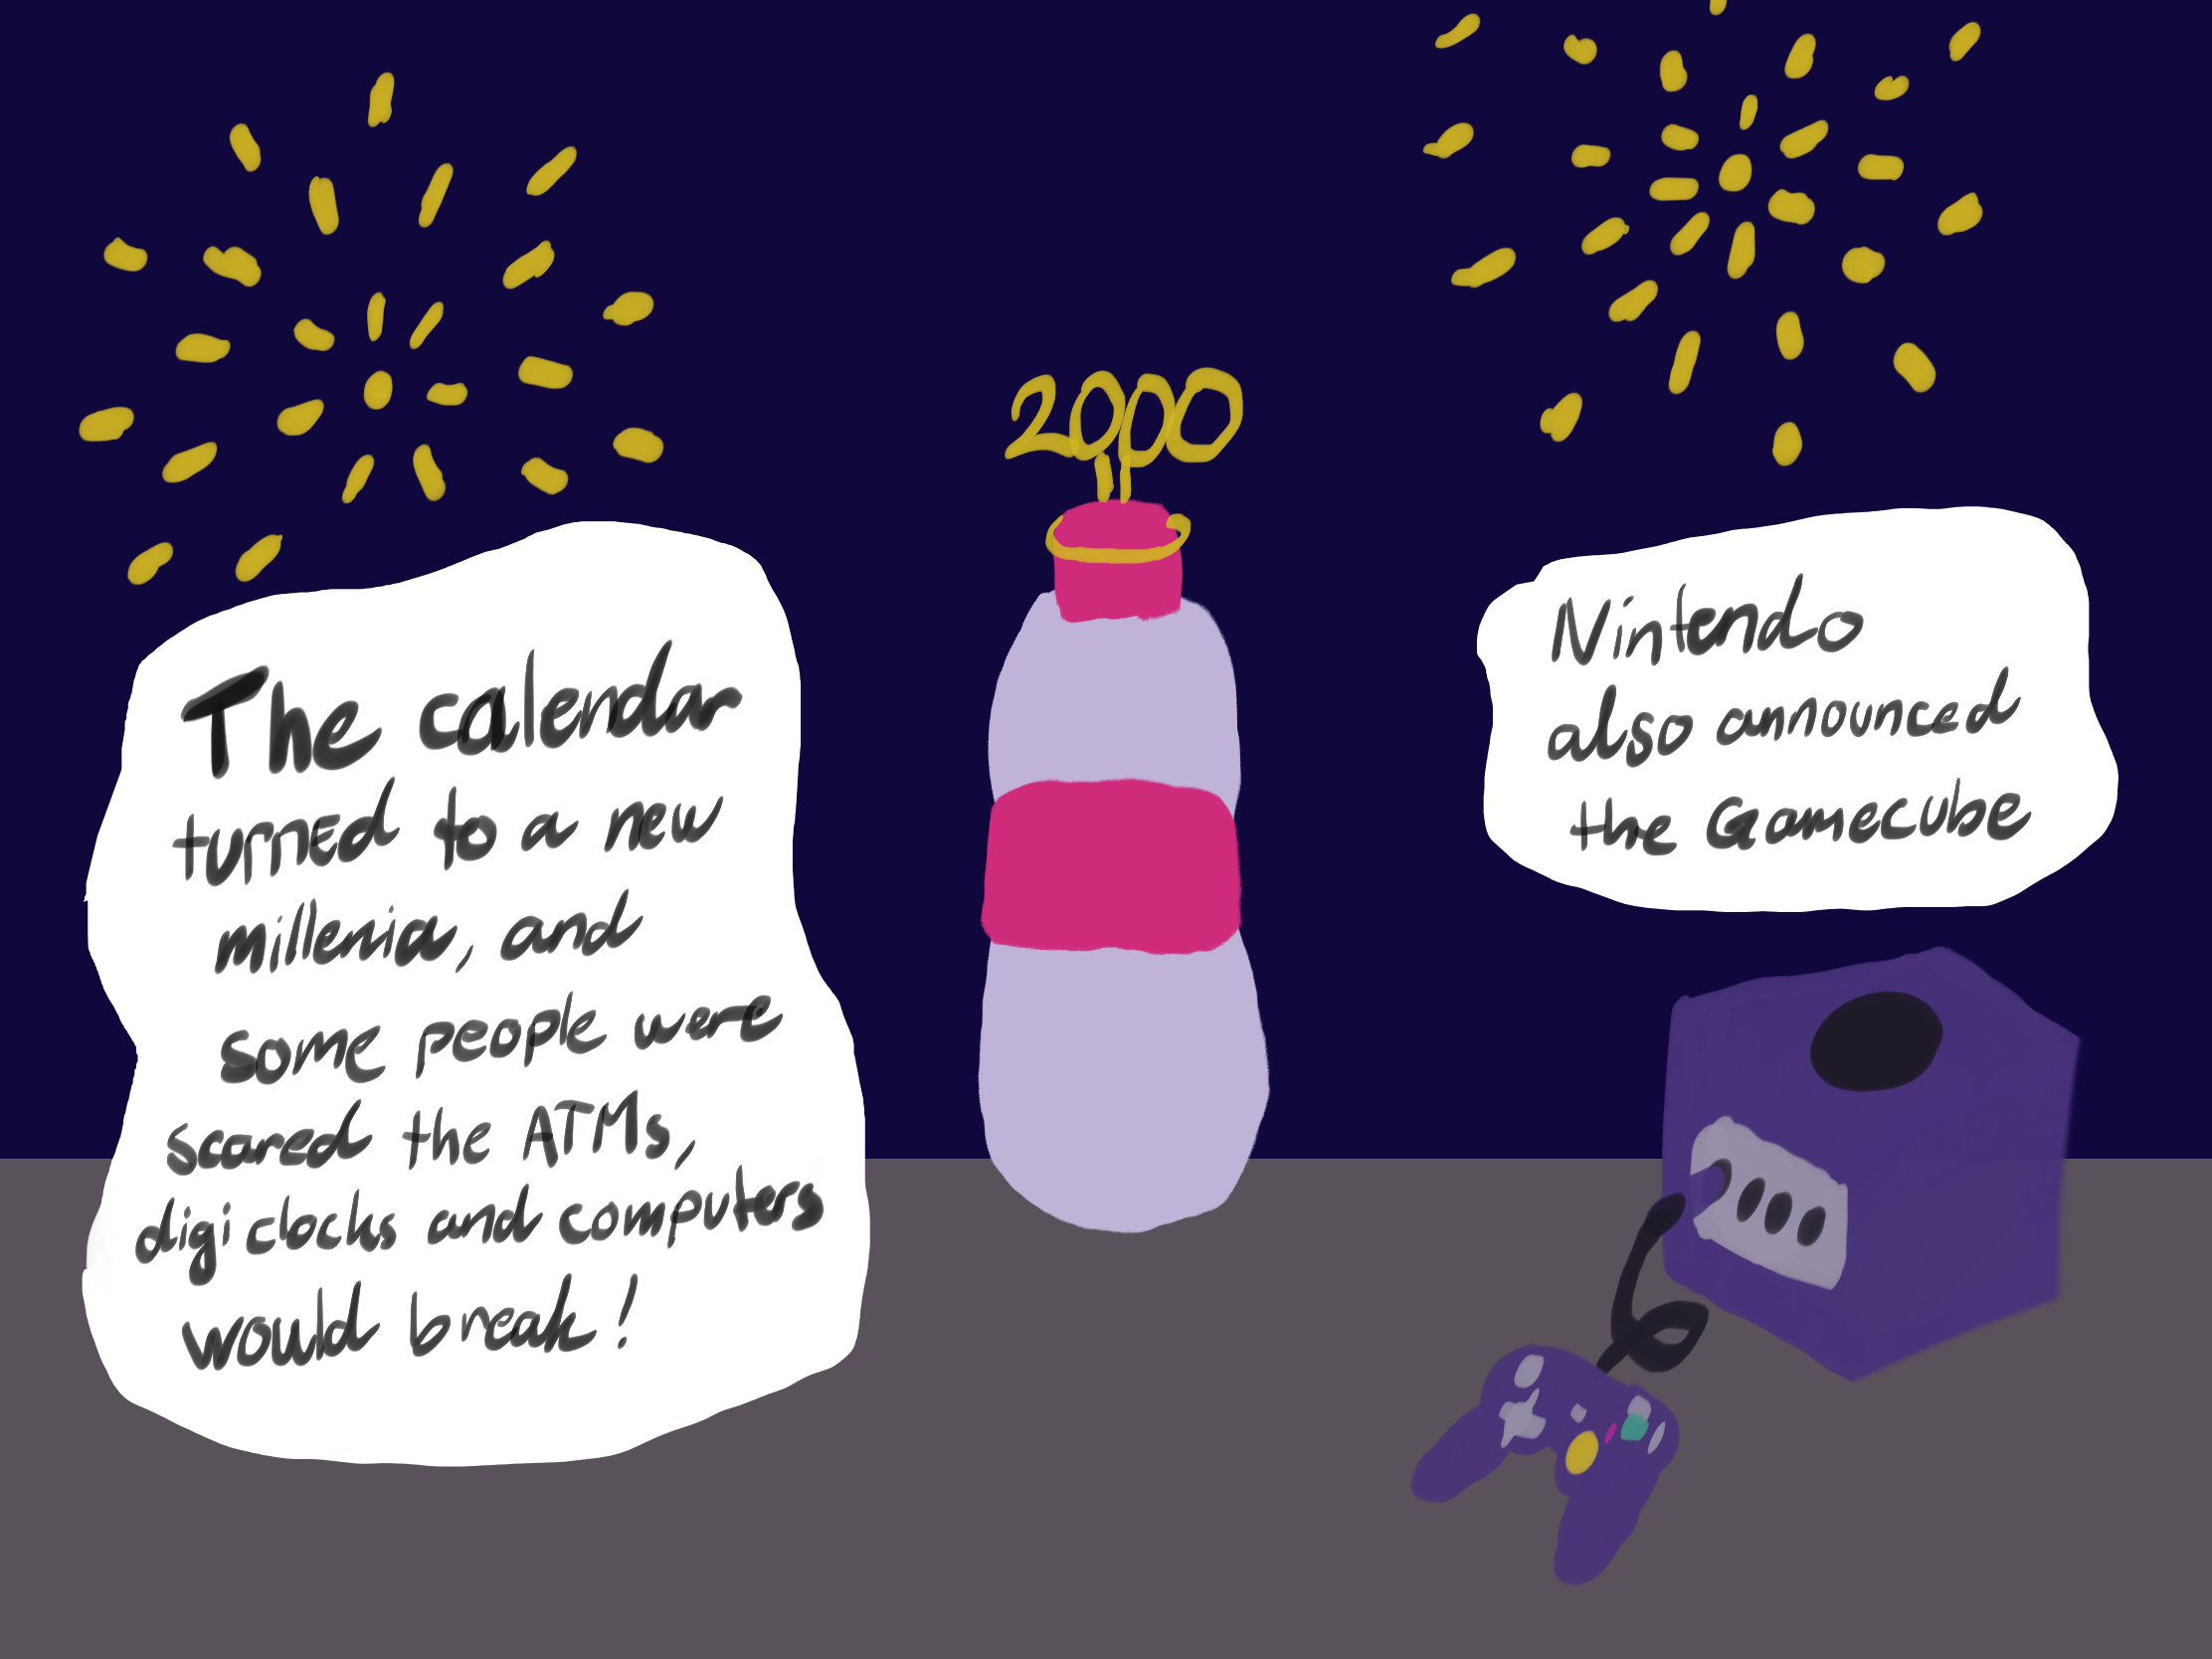 2000
The calendar
turned to a new
millenia, and
some people were
scared the ATMs,
digi clocks and computers
would break!
Nintendo
also announced
the Gamecube